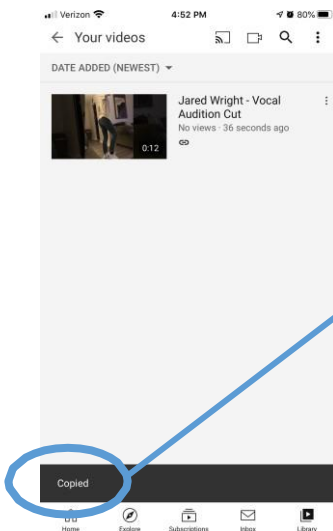 Verizon 4:52 PM 80%
Your videos
DATE ADDED (NEWEST)
Jared Wright - Vocal
Audition Cut
No views · 36 seconds ago
0:12
Copied
Home Explore Subscriptions Inbox Library